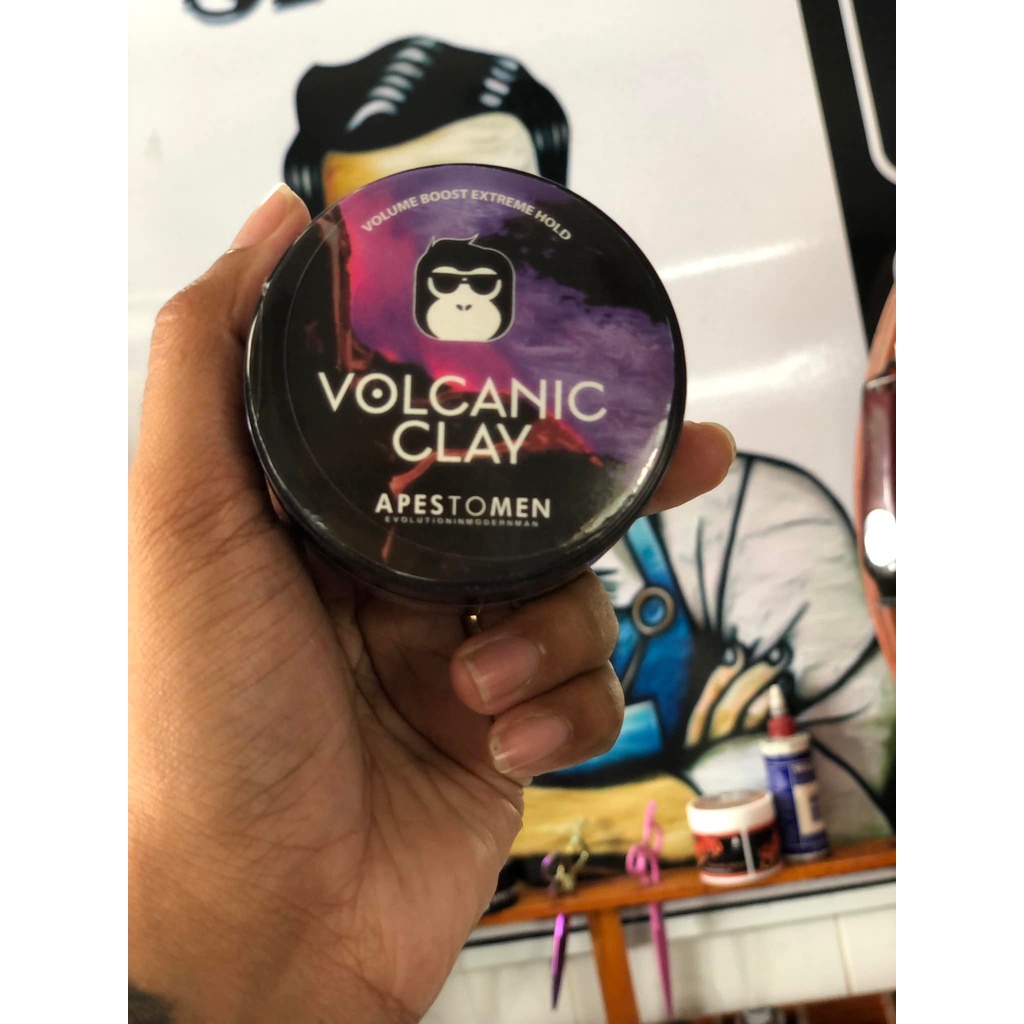 VOLUME BOOST EXTREME HOLD
VOLCANIC
CLAY
APESTOMEN
EVOLUTIONINMODERNMAN